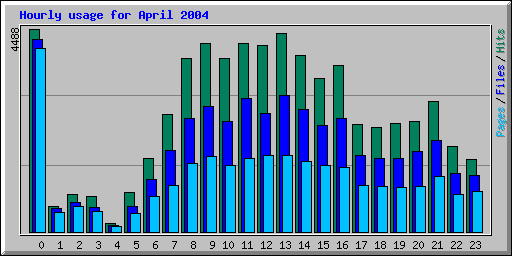 Hourly usage for April 2004
4488
Pages/Files/Hits
0 1 2 3 4 5 6 7 8 9 10 11 12 13 14 15 16 17 18 19 20 21 22 23